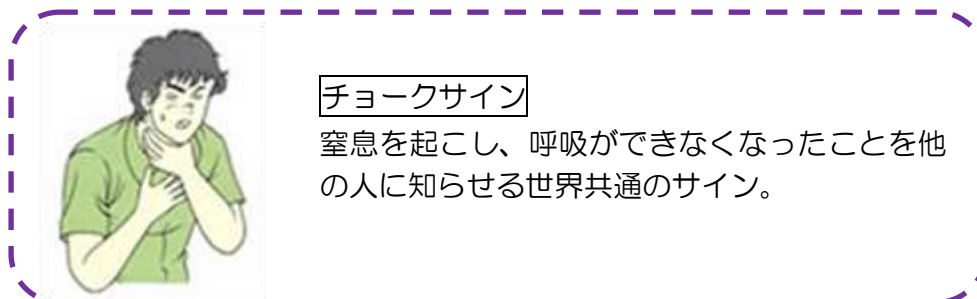 チョークサイン
窒息を起こし、呼吸ができなくなったことを他
の人に知らせる世界共通のサイン。